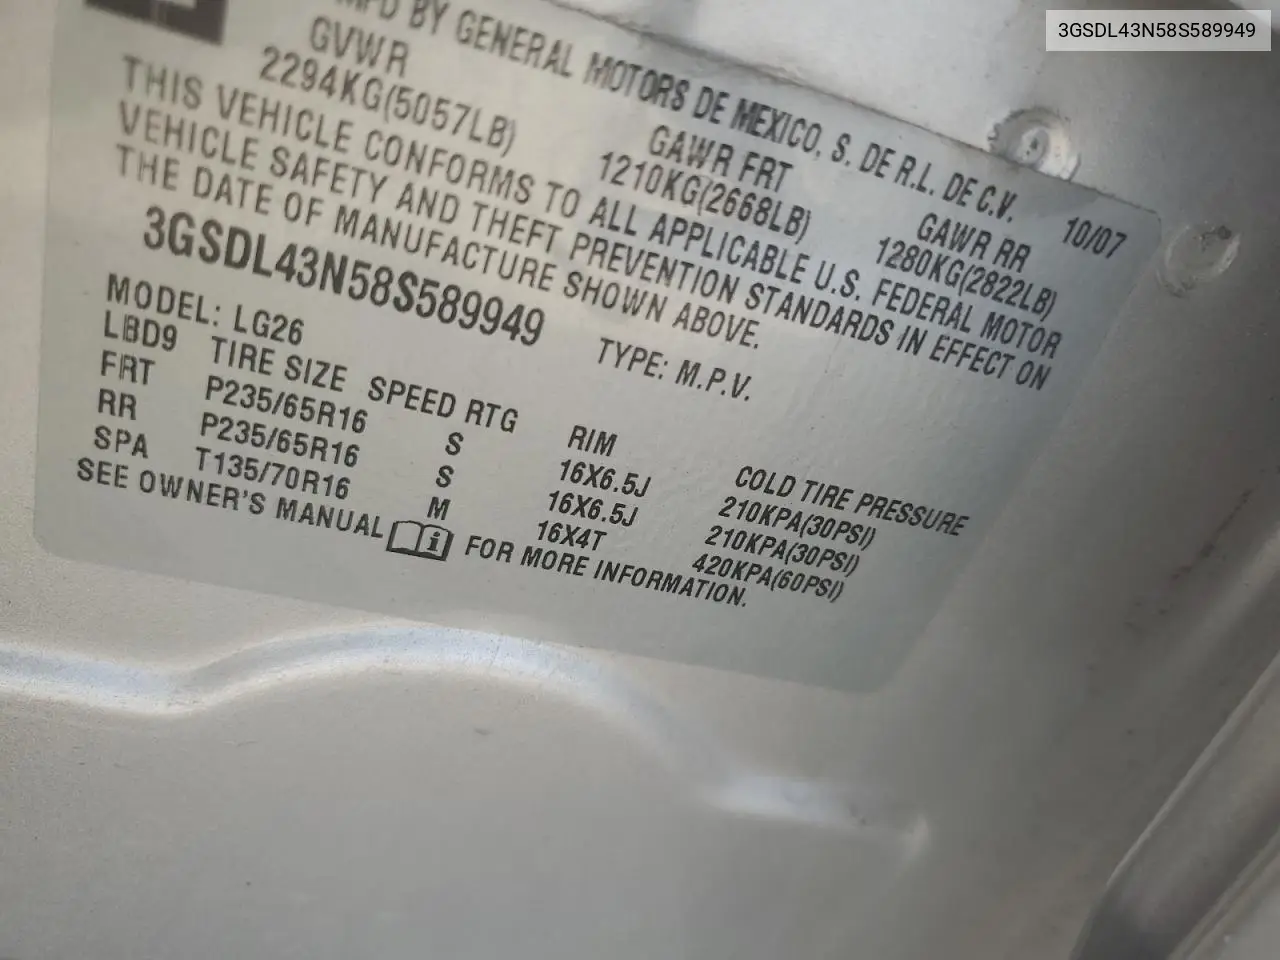 3GSDL43N58S589949
MFD BY GENERAL MOTORS DE MEXICO, S. DE R.L. DE C.V. 10/07
GVWR GAWR FRT GAWR RR
2294KG(5057LB) 1210KG(2668LB) 1280KG(2822LB)
THIS VEHICLE CONFORMS TO ALL APPLICABLE U.S. FEDERAL MOTOR
VEHICLE SAFETY AND THEFT PREVENTION STANDARDS IN EFFECT ON
THE DATE OF MANUFACTURE SHOWN ABOVE.
3GSDL43N58S589949 TYPE: M.P.V.
MODEL: LG26
LBD9 TIRE SIZE SPEED RTG RIM COLD TIRE PRESSURE
FRT P235/65R16 S 16X6.5J 210KPA(30PSI)
RR P235/65R16 S 16X6.5J 210KPA(30PSI)
SPA T135/70R16 M 16X4T 420KPA(60PSI)
SEE OWNER'S MANUAL FOR MORE INFORMATION.